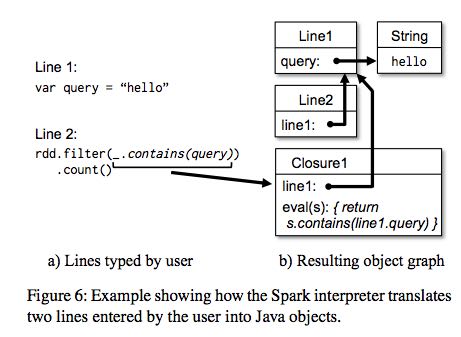 Line 1:
var query = “hello”
Line 2:
rdd.filter(_.contains(query))
.count()
a) Lines typed by user
Line1
query:
String
hello
Line2
line1:
Closure1
line1:
eval(s): { return
s.contains(line1.query) }
b) Resulting object graph
Figure 6: Example showing how the Spark interpreter translates
two lines entered by the user into Java objects.